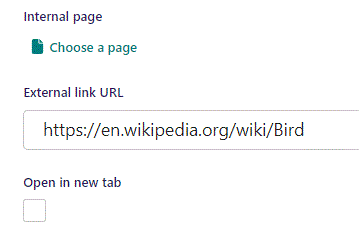 Internal page
Choose a page
External link URL
https://en.wikipedia.org/wiki/Bird
Open in new tab